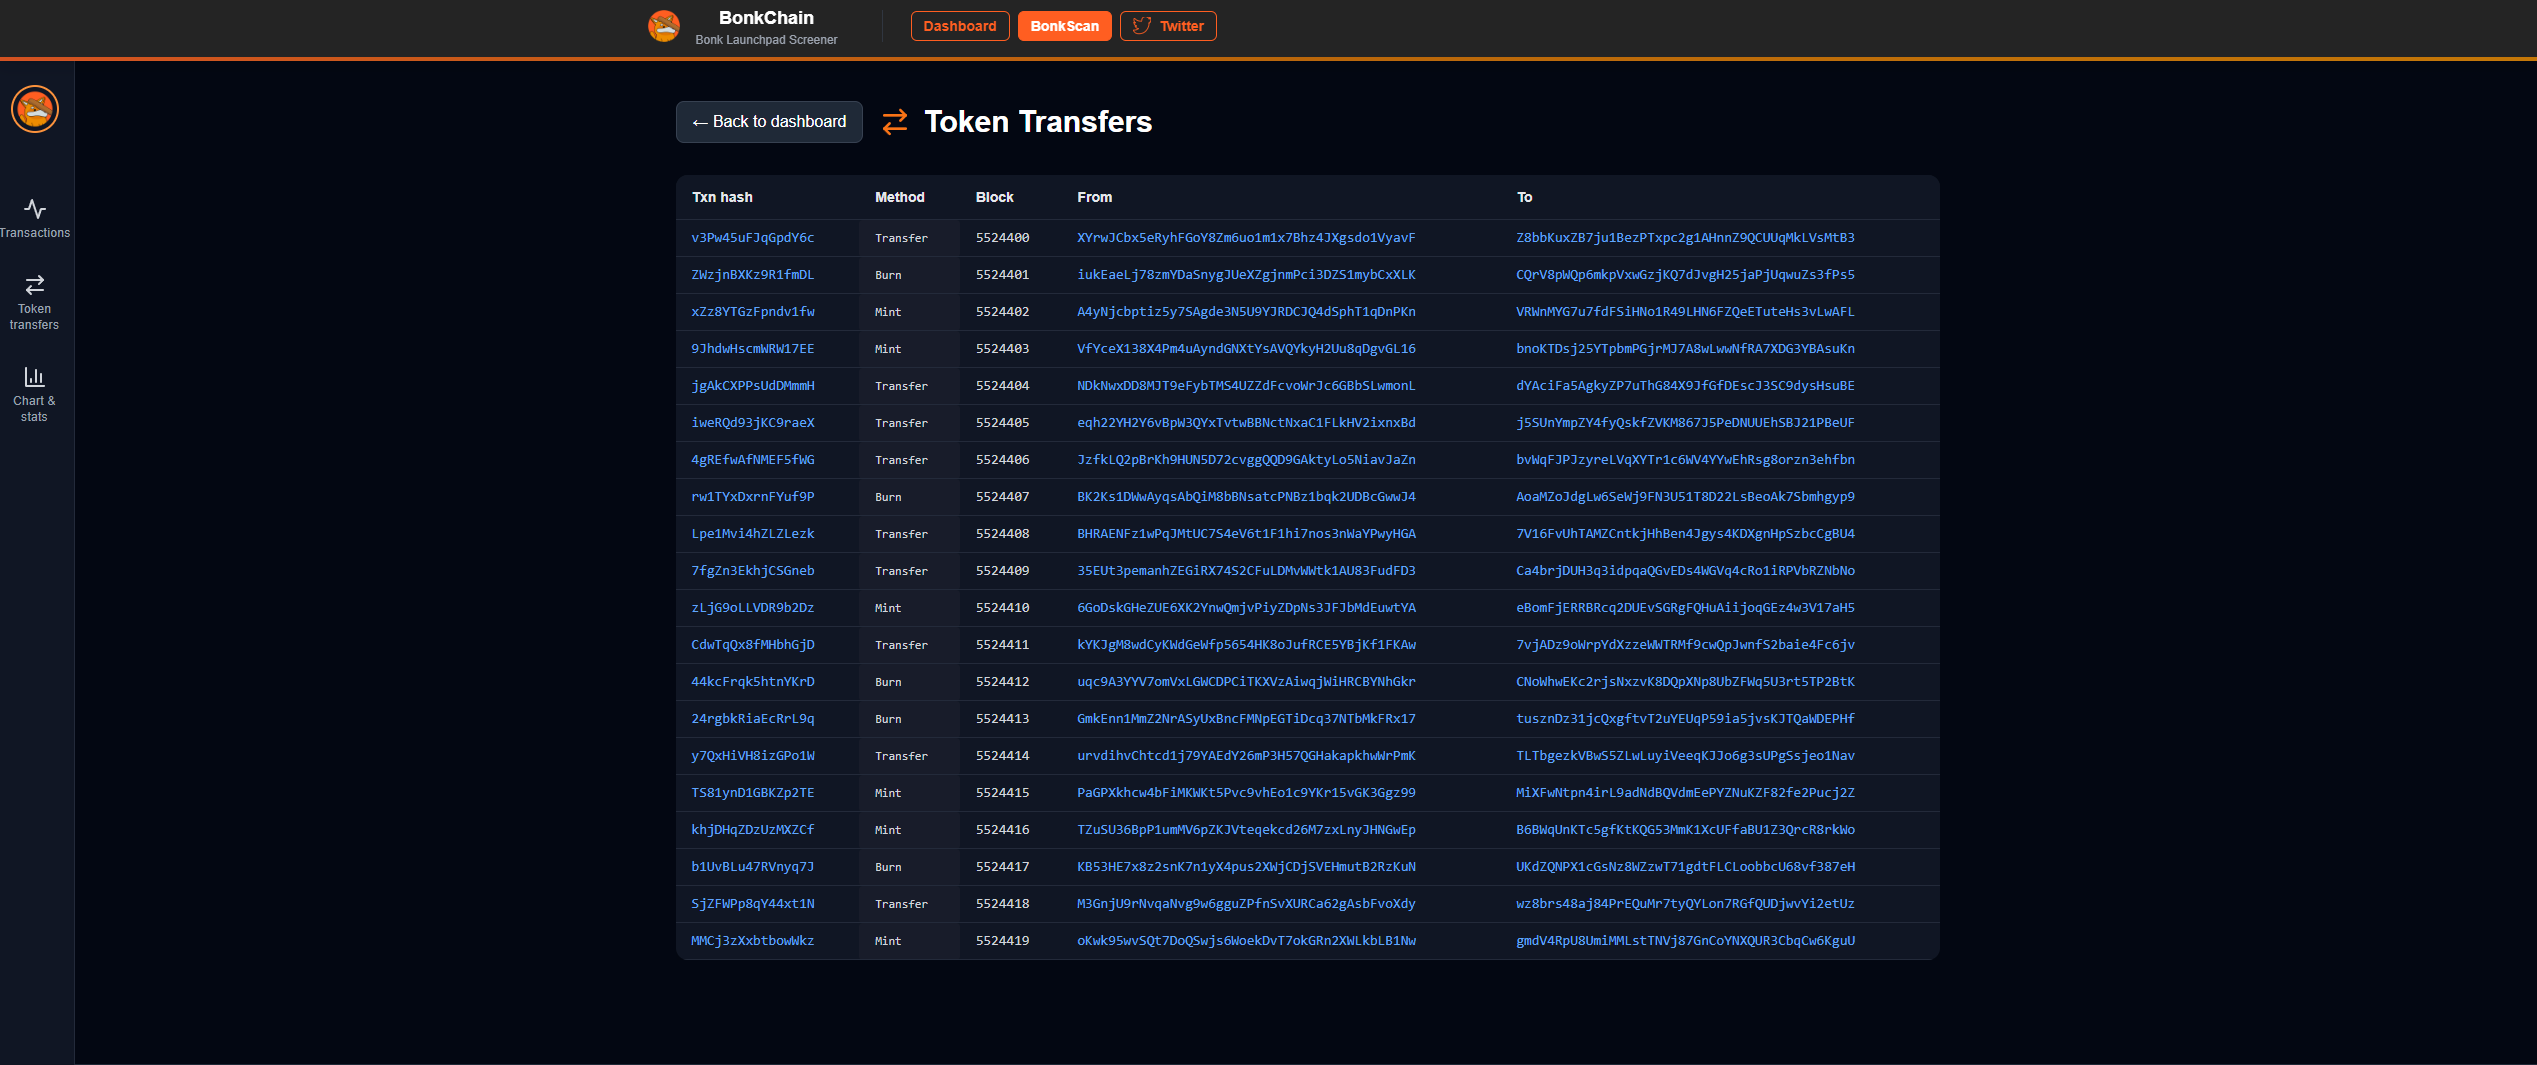 BonkChain
Bonk Launchpad Screener
Dashboard
BonkScan
Twitter
Transactions
Token
transfers
Chart &
stats
← Back to dashboard
Token Transfers
Txn hash Method Block From To
v3Pw45uFJqGpdY6c Transfer 5524400 XYrwJCbx5eRyhFGoY8Zm6uo1m1x7Bhz4JXgsdo1VyavF Z8bbKuxZB7ju1BezPTxpc2g1AHnnZ9QCUUqMkLVsMtB3
ZWzjnBXKz9R1fmDL Burn 5524401 iukEaeLj78zmYDaSnygJUeXZgjnmPci3DZS1mybCxXLK CQrV8pWQp6mkpVxwGzjKQ7dJvgH25jaPjUqwuZs3fPs5
xZz8YTGzFpndv1fw Mint 5524402 A4yNjcbptiz5y7SAgde3N5U9YJRDCJQ4dSphT1qDnPKn VRWnMYG7u7fdFSiHNo1R49LHN6FZQeETuteHs3vLwAFL
9JhdwHscmWRW17EE Mint 5524403 VfYceX138X4Pm4uAyndGNXtYsAVQYkyH2Uu8qDgvGL16 bnoKTDsj25YTpbmPGjrMJ7A8wLwwNfRA7XDG3YBAsuKn
jgAkCXPPsUdDMmmH Transfer 5524404 NDkNwxDD8MJT9eFybTMS4UZZdFcvoWrJc6GBbSLwmonL dYAciFa5AgkyZP7uThG84X9JfGfDEscJ3SC9dysHsuBE
iweRQd93jKC9raeX Transfer 5524405 eqh22YH2Y6vBpW3QYxTvtwBBNctNxaC1FLkHV2ixnxBd j5SUnYmpZY4fyQskfZVKM867J5PeDNUUEhSBJ21PBeUF
4gREfwAfNMEF5fWG Transfer 5524406 JzfkLQ2pBrKh9HUN5D72cvggQQD9GAktyLo5NiavJaZn bvWqFJPJzyreLVqXYTr1c6WV4YYwEhRsg8orzn3ehfbn
rw1TYxDxrnFYuf9P Burn 5524407 BK2Ks1DWwAyqsAbQiM8bBNsatcPNBz1bqk2UDBcGwwJ4 AoaMZoJdgLw6SeWj9FN3U51T8D22LsBeoAk7Sbmhgyp9
Lpe1Mvi4hZLZLezk Transfer 5524408 BHRAENFz1wPqJMtUC7S4eV6t1F1hi7nos3nWaYPwyHGA 7V16FvUhTAMZCntkjHhBen4Jgys4KDXgnHpSzbcCgBU4
7fgZn3EkhjCSGneb Transfer 5524409 35EUt3pemanhZEGiRX74S2CFuLDMvWWtk1AU83FudFD3 Ca4brjDUH3q3idpqaQGvEDs4WGVq4cRo1iRPVbRZNbNo
zLjG9oLLVDR9b2Dz Mint 5524410 6GoDskGHeZUE6XK2YnwQmjvPiyZDpNs3JFJbMdEuwtYA eBomFjERRBRcq2DUEvSGRgFQHuAiijoqGEz4w3V17aH5
CdwTqQx8fMHbhGjD Transfer 5524411 kYKJgM8wdCyKWdGeWfp5654HK8oJufRCE5YBjKf1FKAw 7vjADz9oWrpYdXzzeWWTRMf9cwQpJwnfS2baie4Fc6jv
44kcFrqk5htnYKrD Burn 5524412 uqc9A3YYV7omVxLGWCDPCiTKXVzAiwqjWiHRCBYNhGkr CNoWhwEKc2rjsNxzvK8DQpXNp8UbZFWq5U3rt5TP2BtK
24rgbkRiaEcRrL9q Burn 5524413 GmkEnn1MmZ2NrASyUxBncFMNpEGTiDcq37NTbMkFRx17 tusznDz31jcQxgftvT2uYEUqP59ia5jvsKJTQaWDEPHf
y7QxHiVH8izGPo1W Transfer 5524414 urvdihvChtcd1j79YAEdY26mP3H57QGHakapkhwWrPmK TLTbgezkVBwS5ZLwLuyiVeeqKJJo6g3sUPgSsjeo1Nav
TS81ynD1GBKZp2TE Mint 5524415 PaGPXkhcw4bFiMKWKt5Pvc9vhEo1c9YKr15vGK3Ggz99 MiXFwNtpn4irL9adNdBQVdmEePYZNuKZF82fe2Pucj2Z
khjDHqZDzUzMXZCf Mint 5524416 TZuSU36BpP1umMV6pZKJVteqekcd26M7zxLnyJHNGwEp B6BWqUnKTc5gfKtKQG53MmK1XcUFfaBU1Z3QrcR8rkWo
b1UvBLu47RVnyq7J Burn 5524417 KB53HE7x8z2snK7n1yX4pus2XWjCDjSVEHmutB2RzKuN UKdZQNPX1cGsNz8WZzwT71gdtFLCLoobbcU68vf387eH
SjZFWPp8qY44xt1N Transfer 5524418 M3GnjU9rNvqaNvg9w6gguZPfnSvXURCa62gAsbFvoXdy wz8brs48aj84PrEQuMr7tyQYLon7RGfQUDjwvYi2etUz
MMCj3zXxbtbowWkz Mint 5524419 oKwk95wvSQt7DoQSwjs6WoekDvT7okGRn2XWLkbLB1Nw gmdV4RpU8UmiMMLstTNVj87GnCoYNXQUR3CbqCw6KguU